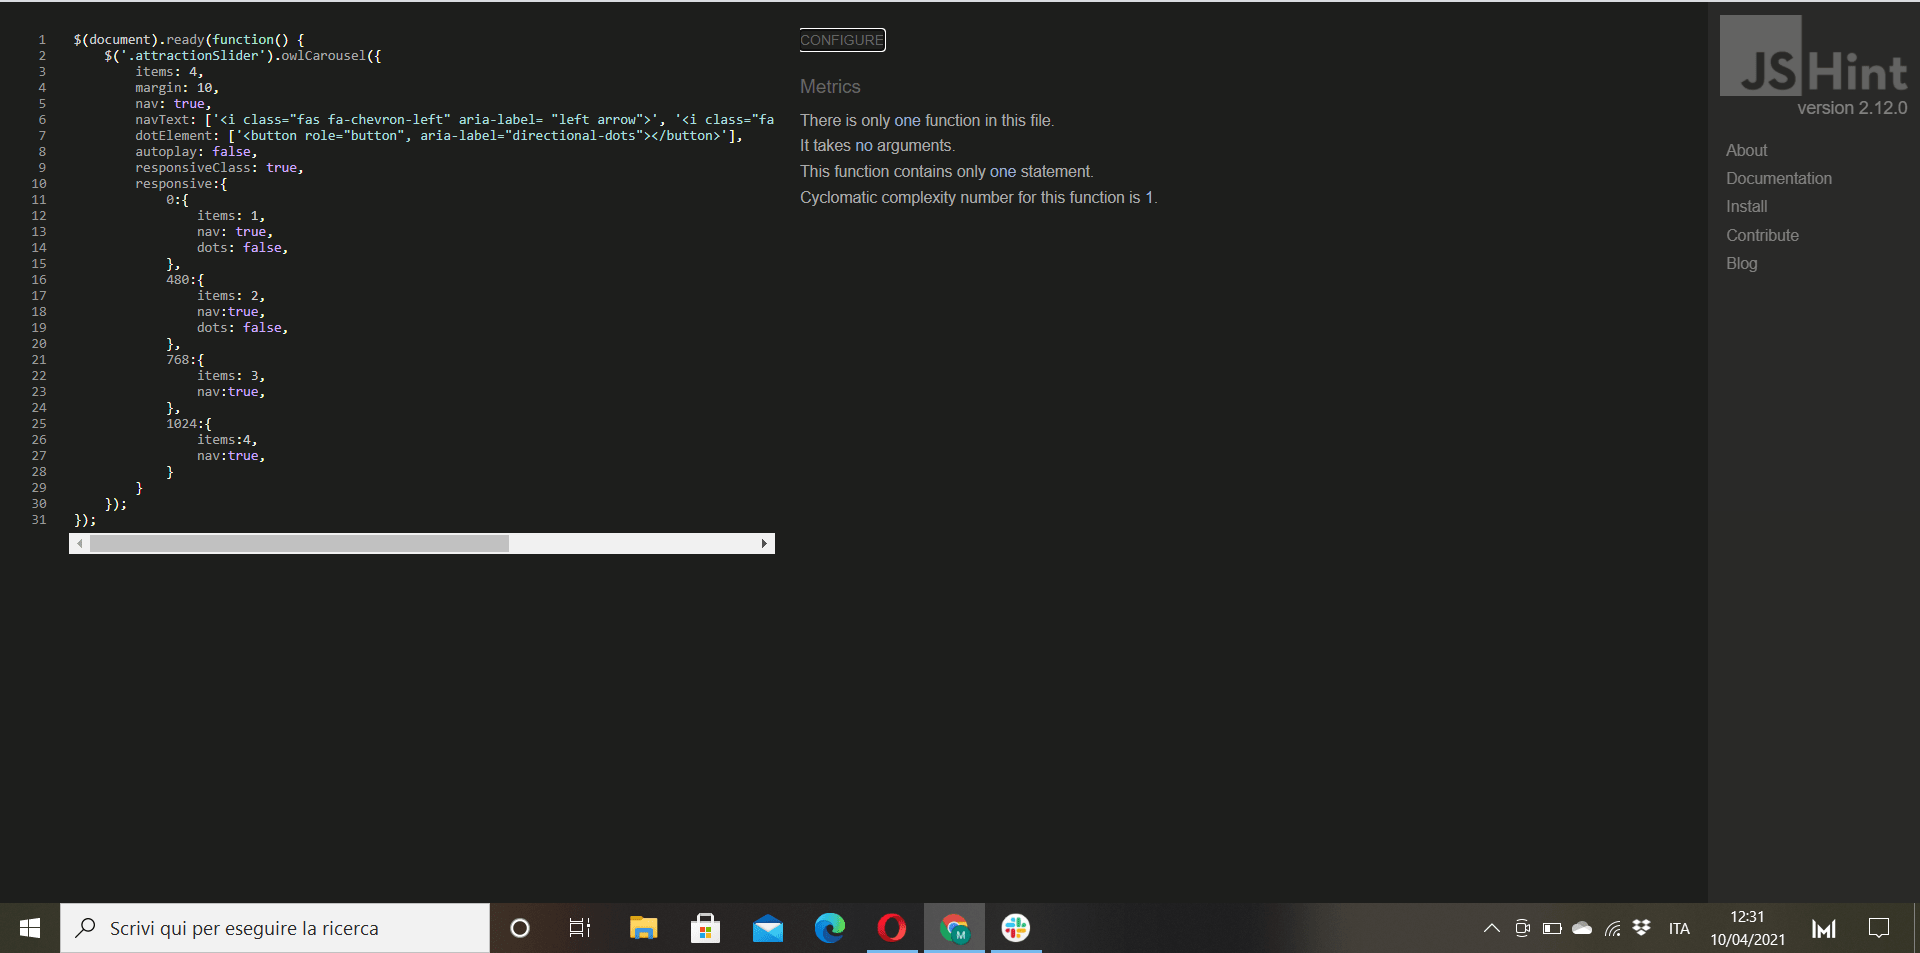 1 $(document).ready(function() {
2 $('.attractionSlider').owlCarousel({
3 items: 4,
4 margin: 10,
5 nav: true,
6 navText: ['<i class="fas fa-chevron-left" aria-label= "left arrow">', '<i class="fa
7 dotElement: ['<button role="button", aria-label="directional-dots"></button>'],
8 autoplay: false,
9 responsiveClass: true,
10 responsive:{
11 0:{
12 items: 1,
13 nav: true,
14 dots: false,
15 },
16 480:{
17 items: 2,
18 nav:true,
19 dots: false,
20 },
21 768:{
22 items: 3,
23 nav:true,
24 },
25 1024:{
26 items:4,
27 nav:true,
28 }
29 }
30 });
31 });
CONFIGURE
Metrics
There is only one function in this file.
It takes no arguments.
This function contains only one statement.
Cyclomatic complexity number for this function is 1.
JSHint
version 2.12.0
About
Documentation
Install
Contribute
Blog
Scrivi qui per eseguire la ricerca
M
ITA
12:31
10/04/2021